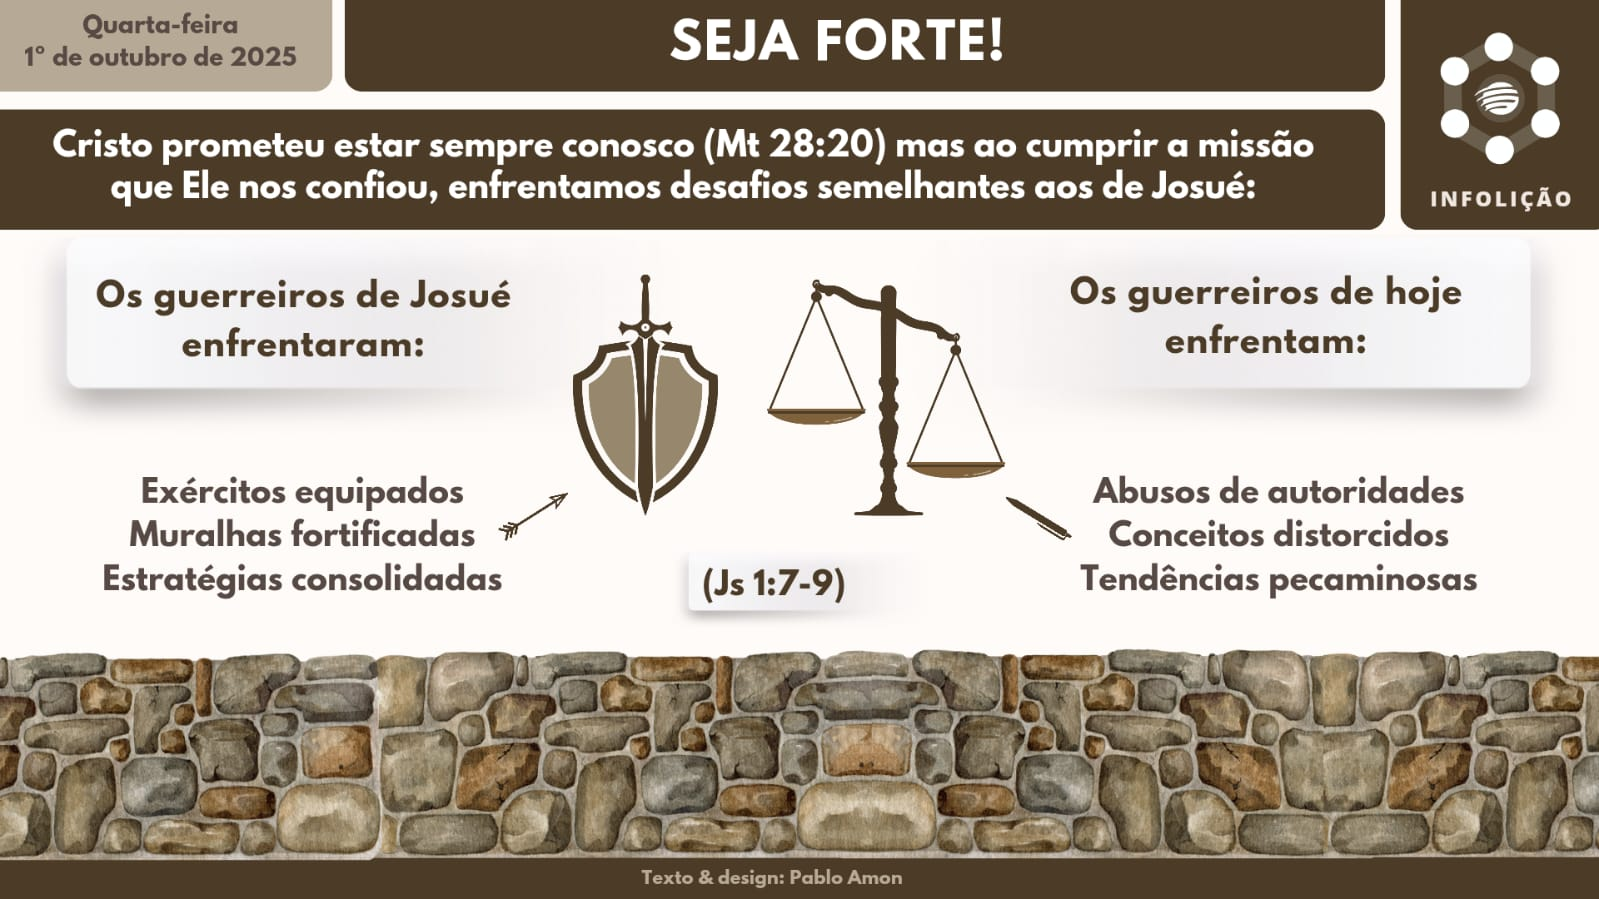 Quarta-feira
1º de outubro de 2025
SEJA FORTE!
INFOLIÇÃO
Cristo prometeu estar sempre conosco (Mt 28:20) mas ao cumprir a missão
que Ele nos confiou, enfrentamos desafios semelhantes aos de Josué:
Os guerreiros de Josué
enfrentaram:
Exércitos equipados
Muralhas fortificadas
Estratégias consolidadas
(Js 1:7-9)
Os guerreiros de hoje
enfrentam:
Abusos de autoridades
Conceitos distorcidos
Tendências pecaminosas
Texto & design: Pablo Amon